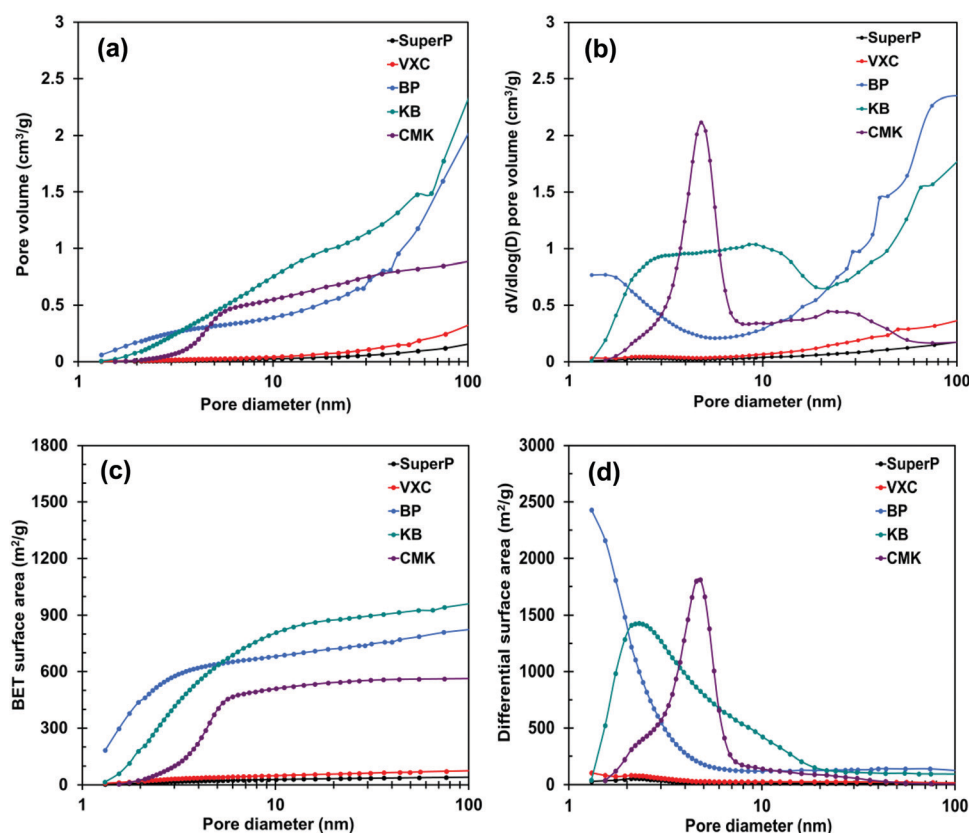 (a)
Pore volume (cm³/g)
3
2.5
2
1.5
1
0.5
0
SuperP
VXC
BP
KB
CMK
1 10 100
Pore diameter (nm)
(b)
dV/dlog(D) pore volume (cm³/g)
3
2.5
2
1.5
1
0.5
0
SuperP
VXC
BP
KB
CMK
1 10 100
Pore diameter (nm)
(c)
BET surface area (m²/g)
1800
1500
1200
900
600
300
0
SuperP
VXC
BP
KB
CMK
1 10 100
Pore diameter (nm)
(d)
Differential surface area (m²/g)
3000
2500
2000
1500
1000
500
0
SuperP
VXC
BP
KB
CMK
1 10 100
Pore diameter (nm)